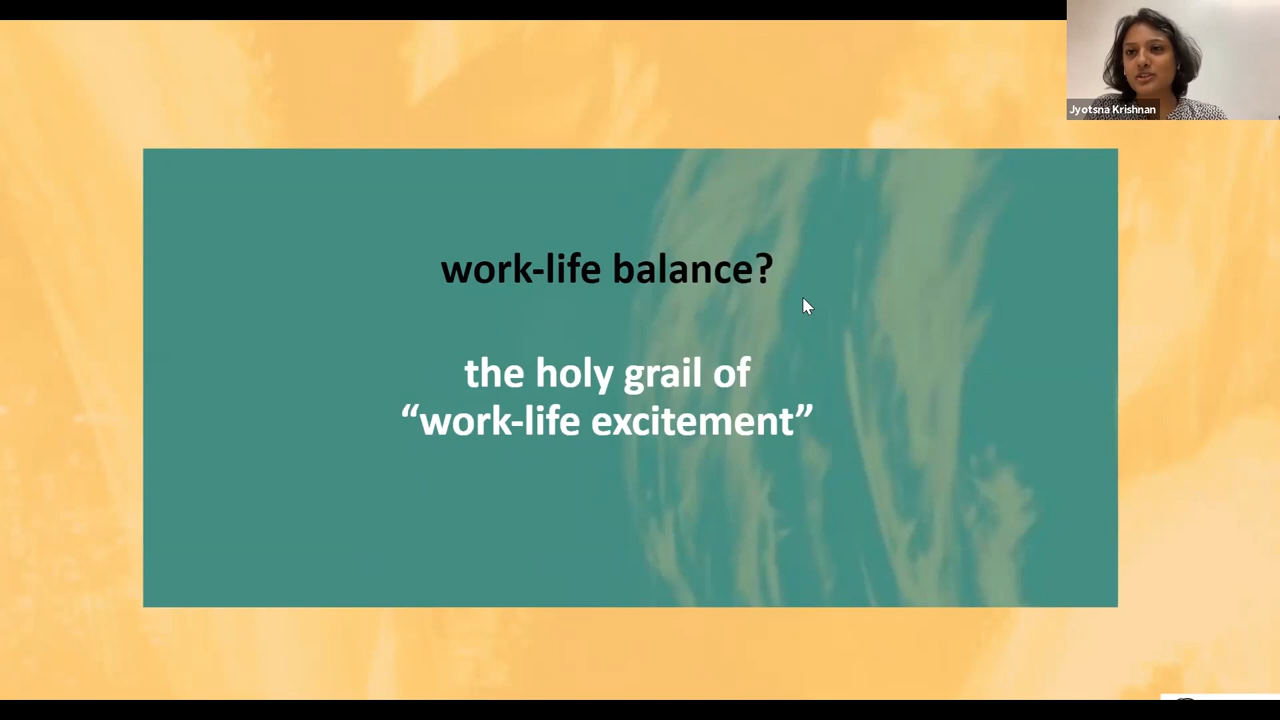 Jyotsna Krishnan
work-life balance?
the holy grail of
“work-life excitement”